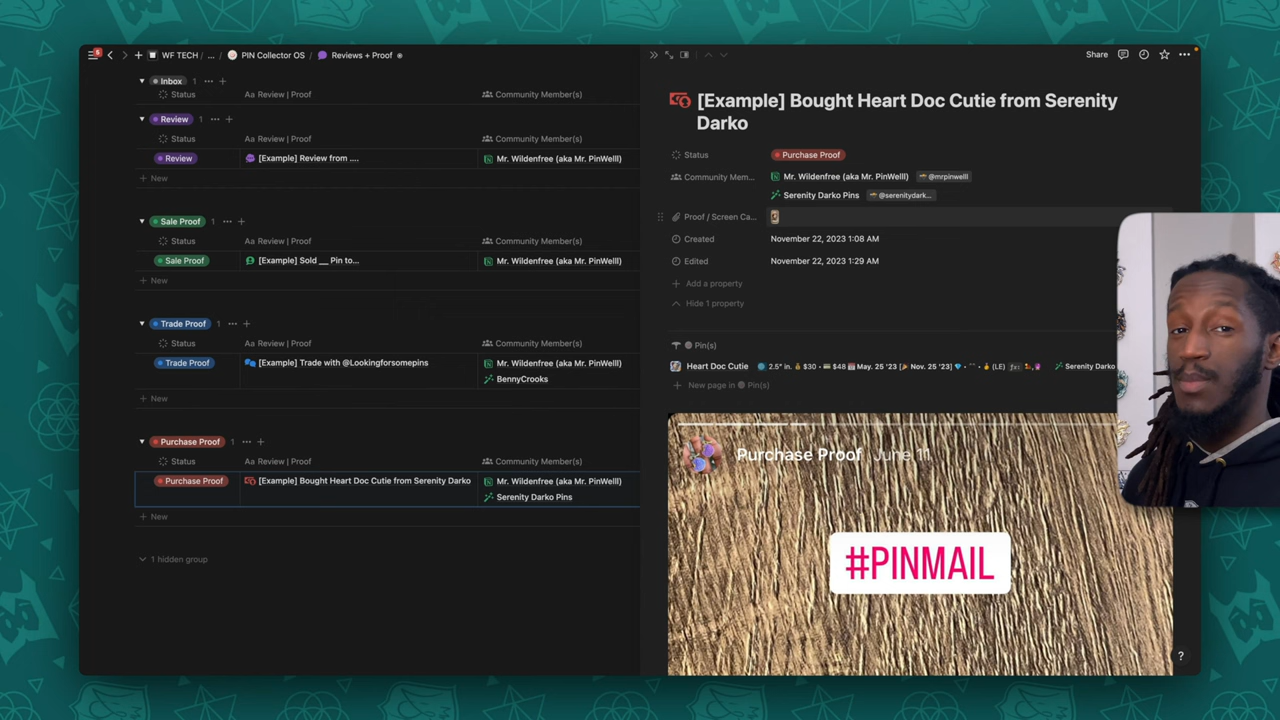 5
WF TECH / ... / PIN Collector OS / Reviews + Proof
Inbox 1 ... +
Status Aa Review | Proof Community Member(s)
Review 1 ... +
Status Aa Review | Proof Community Member(s)
Review [Example] Review from .... Mr. Wildenfree (aka Mr. PinWelll)
+ New
Sale Proof 1 ... +
Status Aa Review | Proof Community Member(s)
Sale Proof [Example] Sold __ Pin to... Mr. Wildenfree (aka Mr. PinWelll)
+ New
Trade Proof 1 ... +
Status Aa Review | Proof Community Member(s)
Trade Proof [Example] Trade with @Lookingforsomepins Mr. Wildenfree (aka Mr. PinWelll)
BennyCrooks
+ New
Purchase Proof 1 ... +
Status Aa Review | Proof Community Member(s)
Purchase Proof [Example] Bought Heart Doc Cutie from Serenity Darko Mr. Wildenfree (aka Mr. PinWelll)
Serenity Darko Pins
+ New
1 hidden group
Share
[Example] Bought Heart Doc Cutie from Serenity
Darko
Status Purchase Proof
Community Mem... Mr. Wildenfree (aka Mr. PinWelll) @mrpinwelll
Serenity Darko Pins @serenitydark...
Proof / Screen Ca...
Created November 22, 2023 1:08 AM
Edited November 22, 2023 1:29 AM
+ Add a property
Hide 1 property
Pin(s)
Heart Doc Cutie 2.5" in. $30 • $48 May. 25 '23 [ Nov. 25 '23] • (LE) Serenity Darko
+ New page in Pin(s)
Purchase Proof June 11
#PINMAIL
?